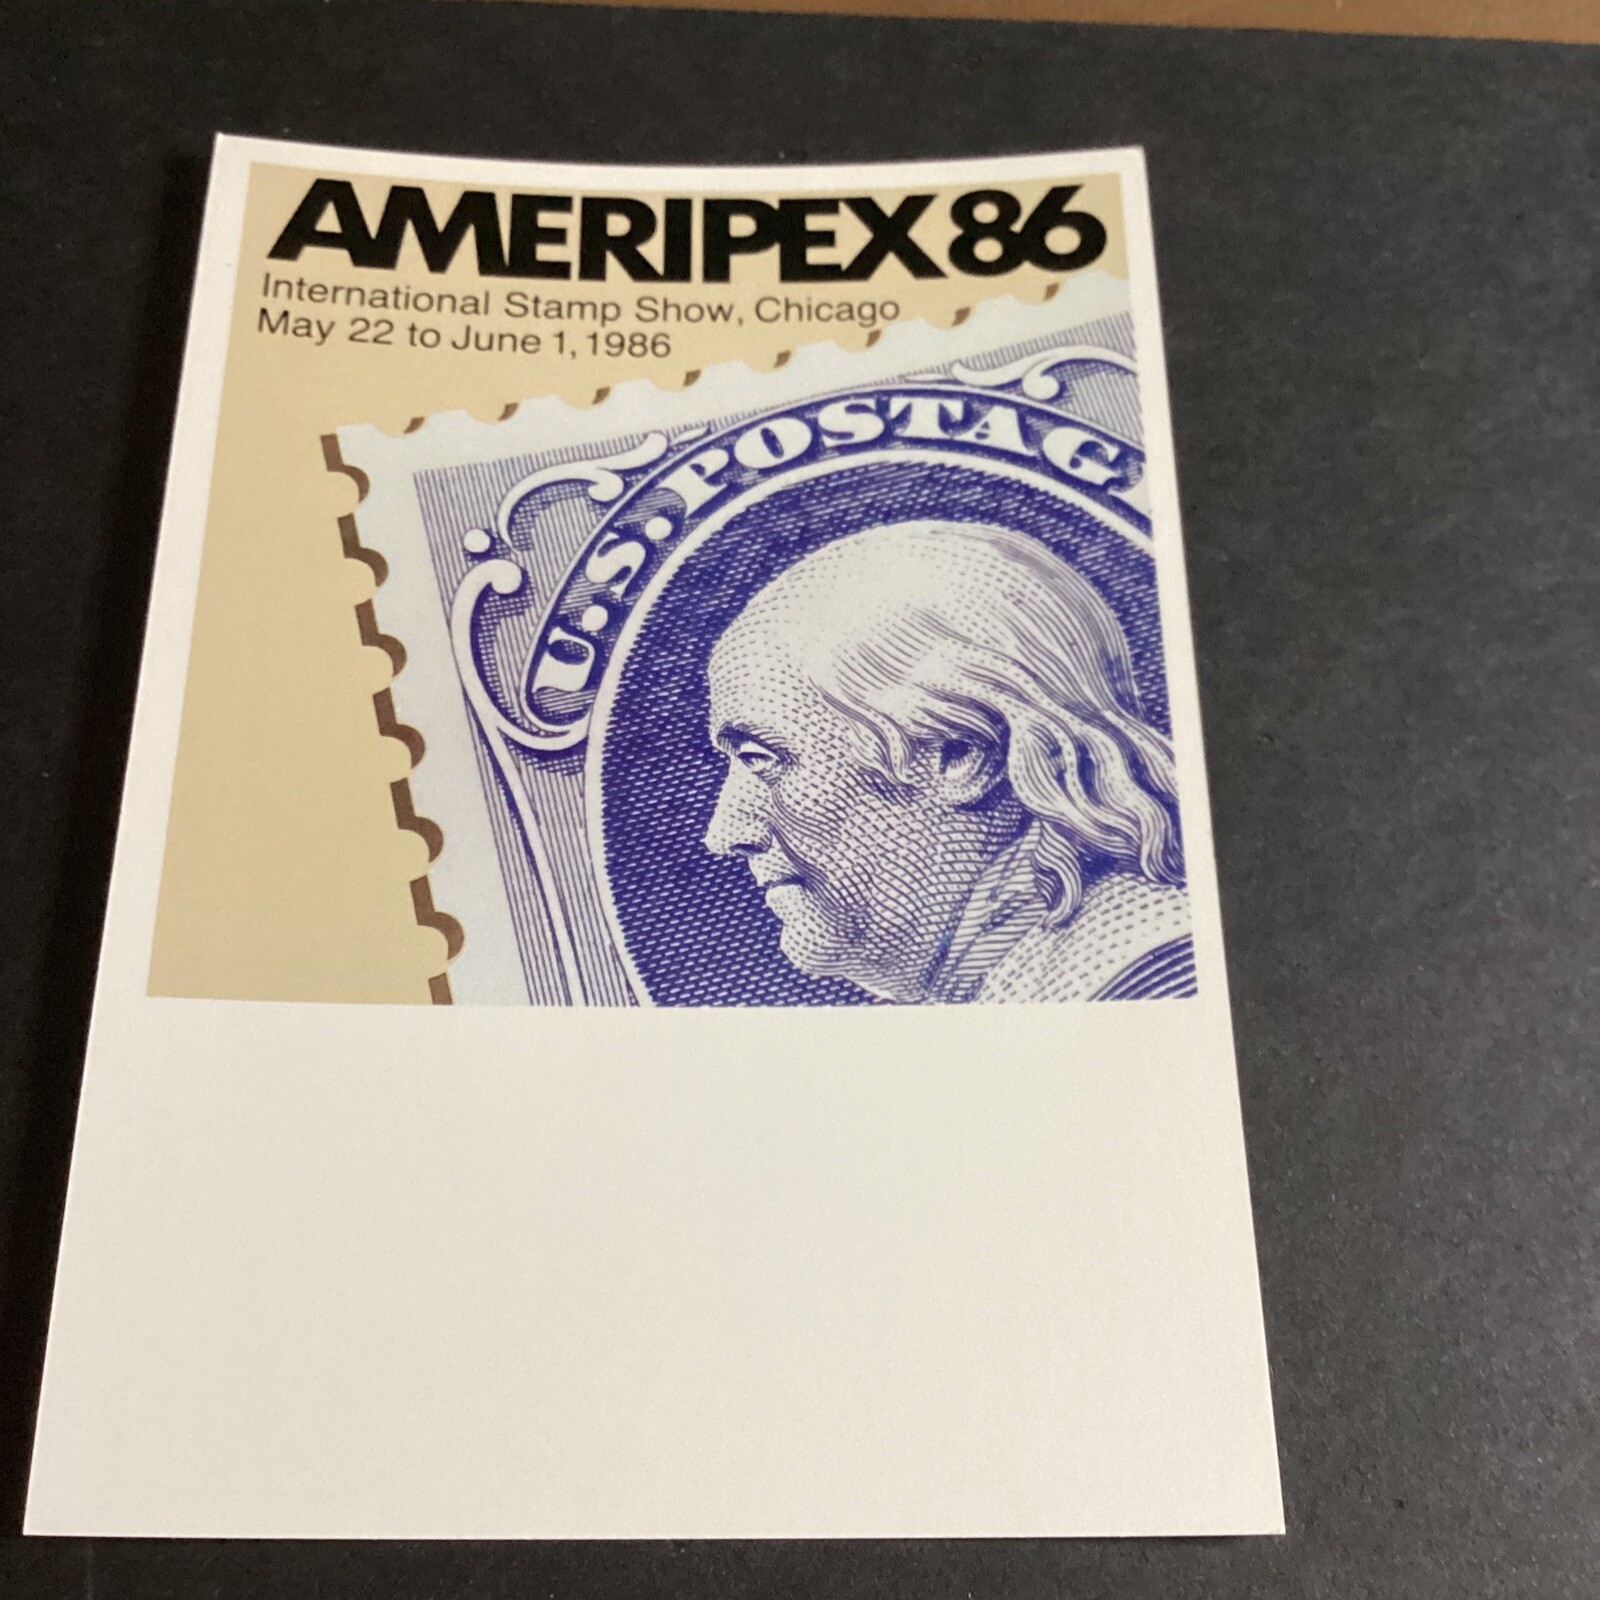 AMERIPEX 86
International Stamp Show, Chicago
May 22 to June 1, 1986
U.S. POSTAG